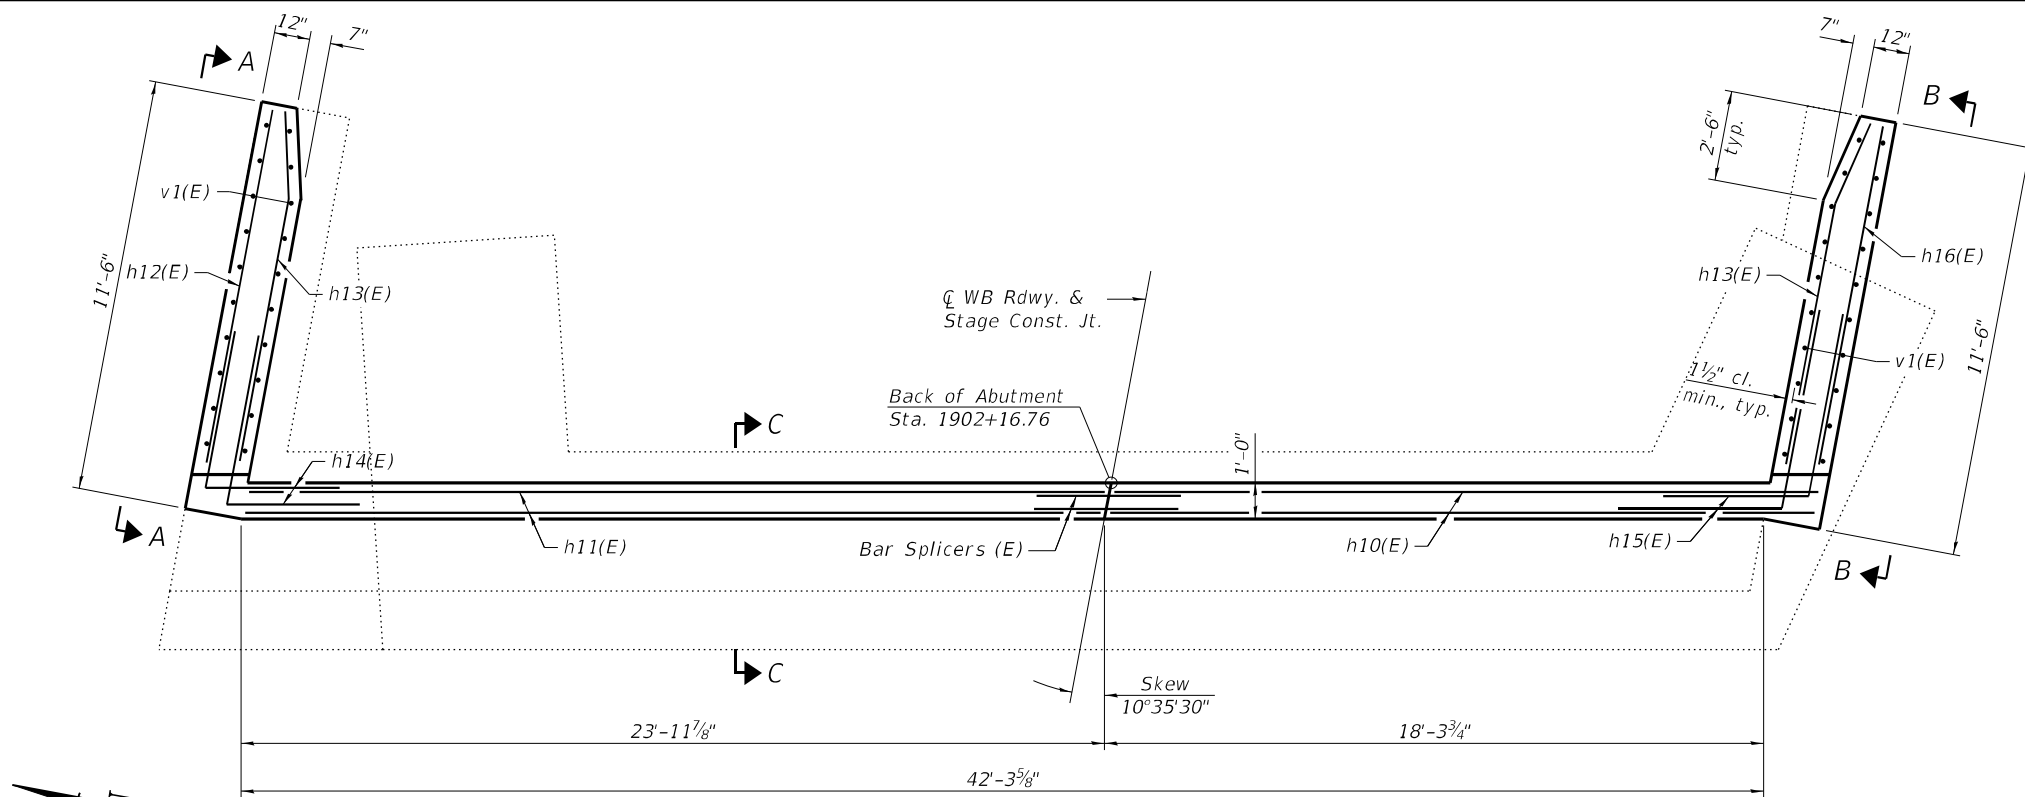 12"
7"
A
7"
12"
B
2'-6"
typ.
v1(E)
11'-6"
h12(E)
h13(E)
℄ WB Rdwy. &
Stage Const. Jt.
h13(E)
h16(E)
11'-6"
v1(E)
1½" cl.
min., typ.
Back of Abutment
Sta. 1902+16.76
C
1'-0"
h14(E)
A
h11(E)
Bar Splicers (E)
h10(E)
h15(E)
B
C
Skew
10°35'30"
23'-11⅞"
18'-3¾"
42'-3⅝"